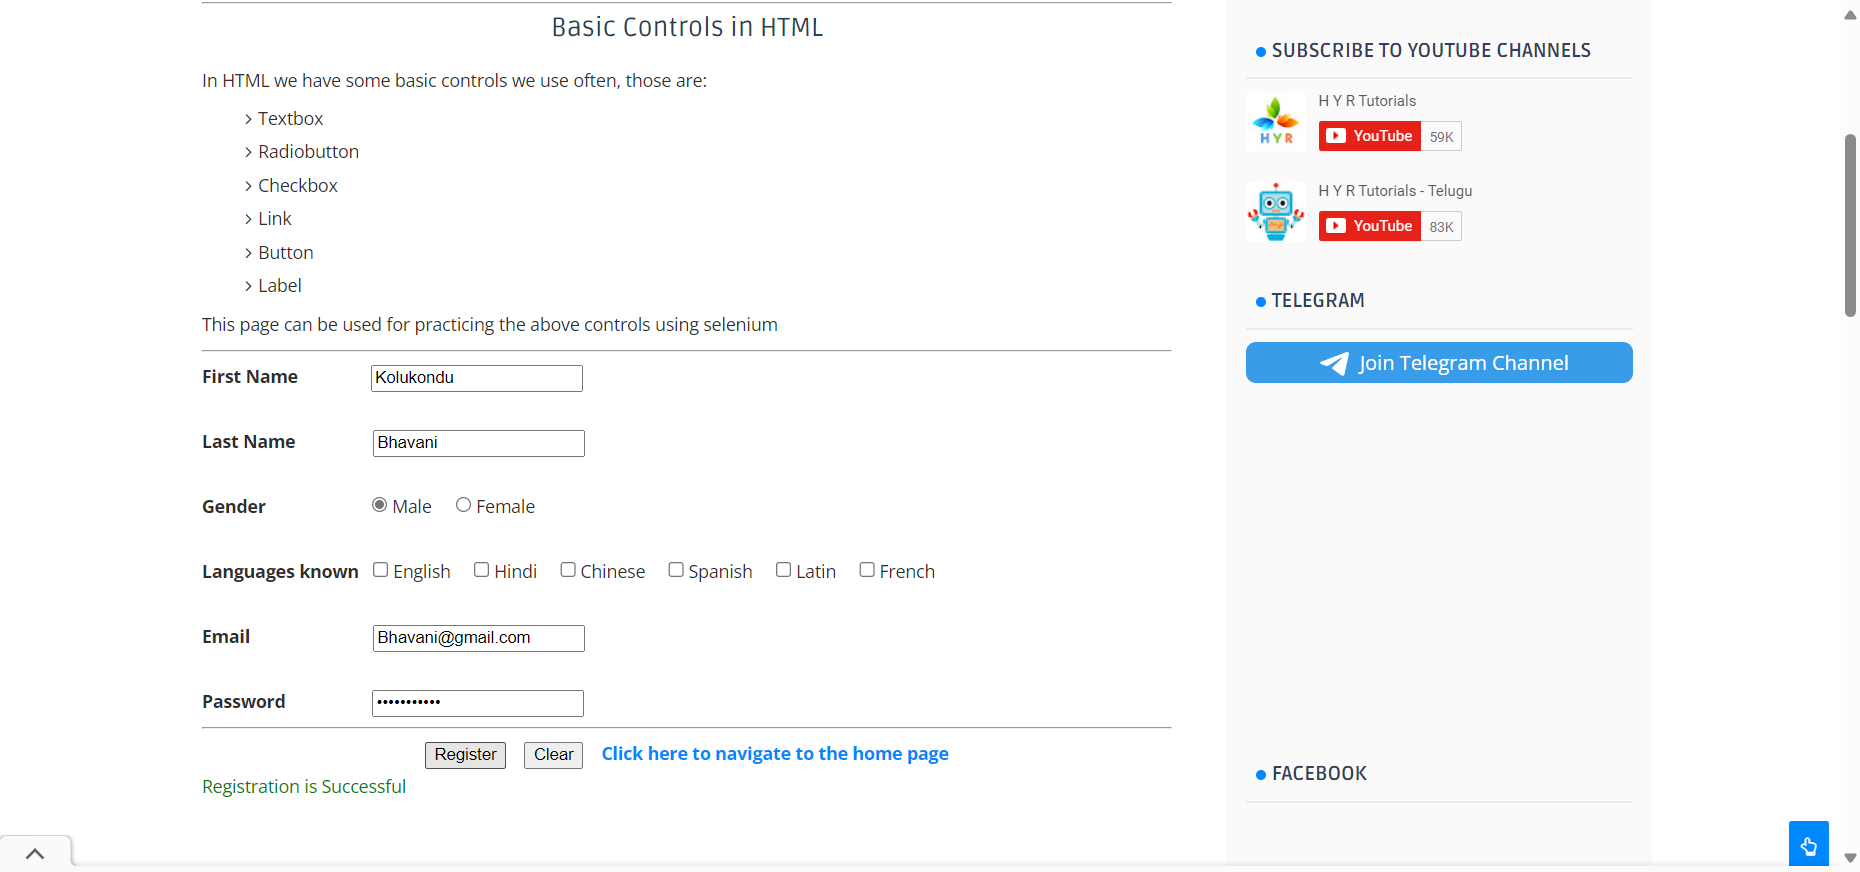 Basic Controls in HTML
In HTML we have some basic controls we use often, those are:
Textbox
Radiobutton
Checkbox
Link
Button
Label
This page can be used for practicing the above controls using selenium
First Name Kolukondu
Last Name Bhavani
Gender Male Female
Languages known English Hindi Chinese Spanish Latin French
Email Bhavani@gmail.com
Password •••••••••••
Register Clear Click here to navigate to the home page
Registration is Successful
SUBSCRIBE TO YOUTUBE CHANNELS
HYR
H Y R Tutorials
YouTube 59K
H Y R Tutorials - Telugu
YouTube 83K
TELEGRAM
Join Telegram Channel
FACEBOOK